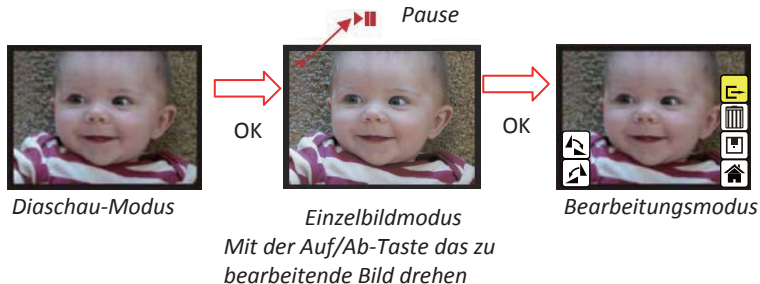 Pause
OK
OK
Diaschau-Modus
Einzelbildmodus
Mit der Auf/Ab-Taste das zu
bearbeitende Bild drehen
Bearbeitungsmodus